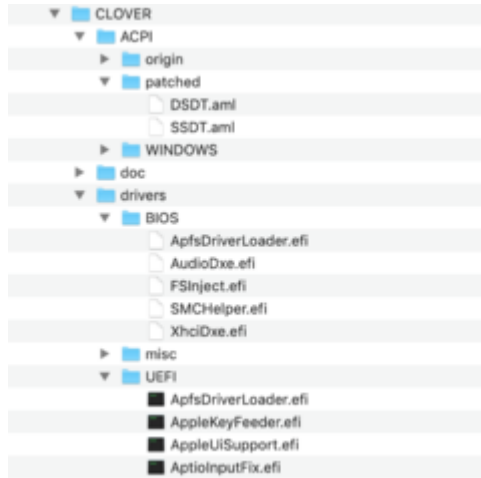 CLOVER
ACPI
origin
patched
DSDT.aml
SSDT.aml
WINDOWS
doc
drivers
BIOS
ApfsDriverLoader.efi
AudioDxe.efi
FSInject.efi
SMCHelper.efi
XhciDxe.efi
misc
UEFI
ApfsDriverLoader.efi
AppleKeyFeeder.efi
AppleUiSupport.efi
AptioInputFix.efi